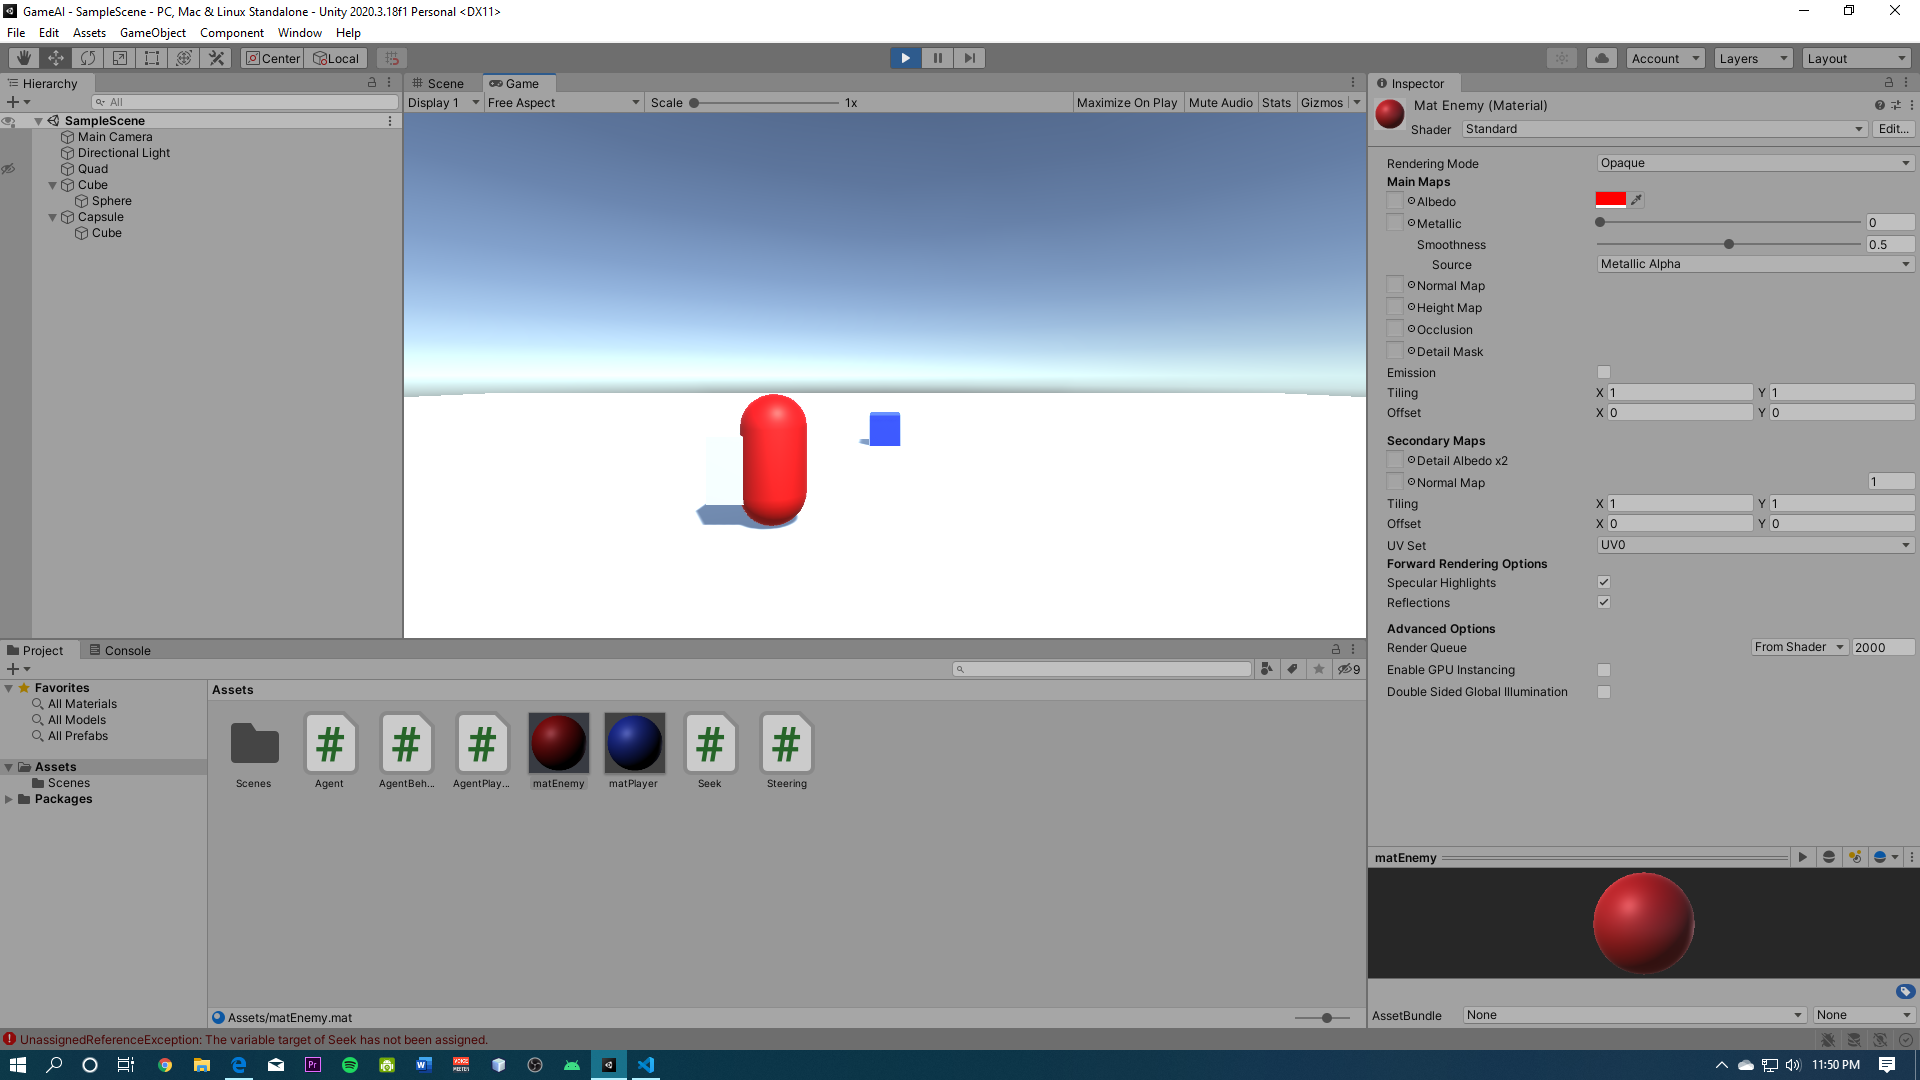 GameAI - SampleScene - PC, Mac & Linux Standalone - Unity 2020.3.18f1 Personal <DX11>
File Edit Assets GameObject Component Window Help
Center Local Account Layers Layout
Hierarchy
All
SampleScene
Main Camera
Directional Light
Quad
Cube
Sphere
Capsule
Cube
Scene Game
Display 1 Free Aspect Scale 1x Maximize On Play Mute Audio Stats Gizmos
Inspector
Mat Enemy (Material)
Shader Standard Edit...
Rendering Mode Opaque
Main Maps
Albedo
Metallic 0
Smoothness 0.5
Source Metallic Alpha
Normal Map
Height Map
Occlusion
Detail Mask
Emission
Tiling X 1 Y 1
Offset X 0 Y 0
Secondary Maps
Detail Albedo x2
Normal Map 1
Tiling X 1 Y 1
Offset X 0 Y 0
UV Set UV0
Forward Rendering Options
Specular Highlights
Reflections
Advanced Options
Render Queue From Shader 2000
Enable GPU Instancing
Double Sided Global Illumination
matEnemy
AssetBundle None None
Project Console
9
Favorites
All Materials
All Models
All Prefabs
Assets
Scenes
Packages
Assets
Scenes Agent AgentBeh... AgentPlay... matEnemy matPlayer Seek Steering
Assets/matEnemy.mat
UnassignedReferenceException: The variable target of Seek has not been assigned.
11:50 PM